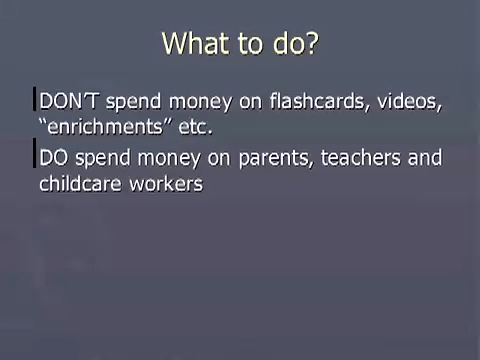 What to do?
DON'T spend money on flashcards, videos,
“enrichments” etc.
DO spend money on parents, teachers and
childcare workers